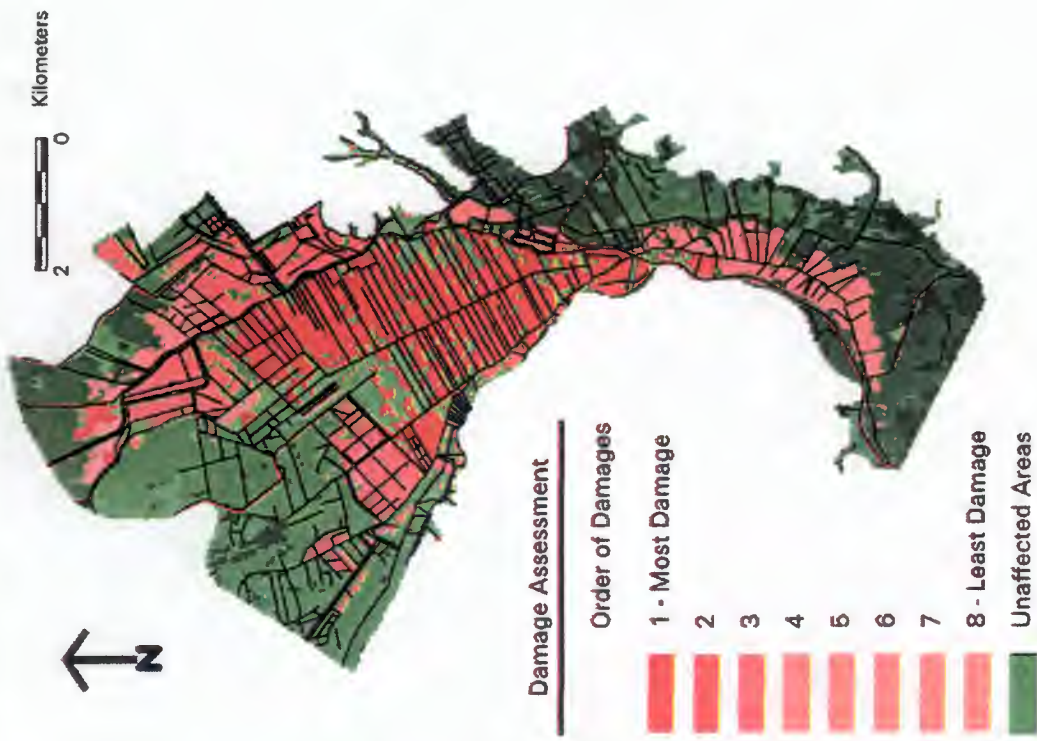 2 0 Kilometers
N
Damage Assessment
Order of Damages
1 - Most Damage
2
3
4
5
6
7
8 - Least Damage
Unaffected Areas